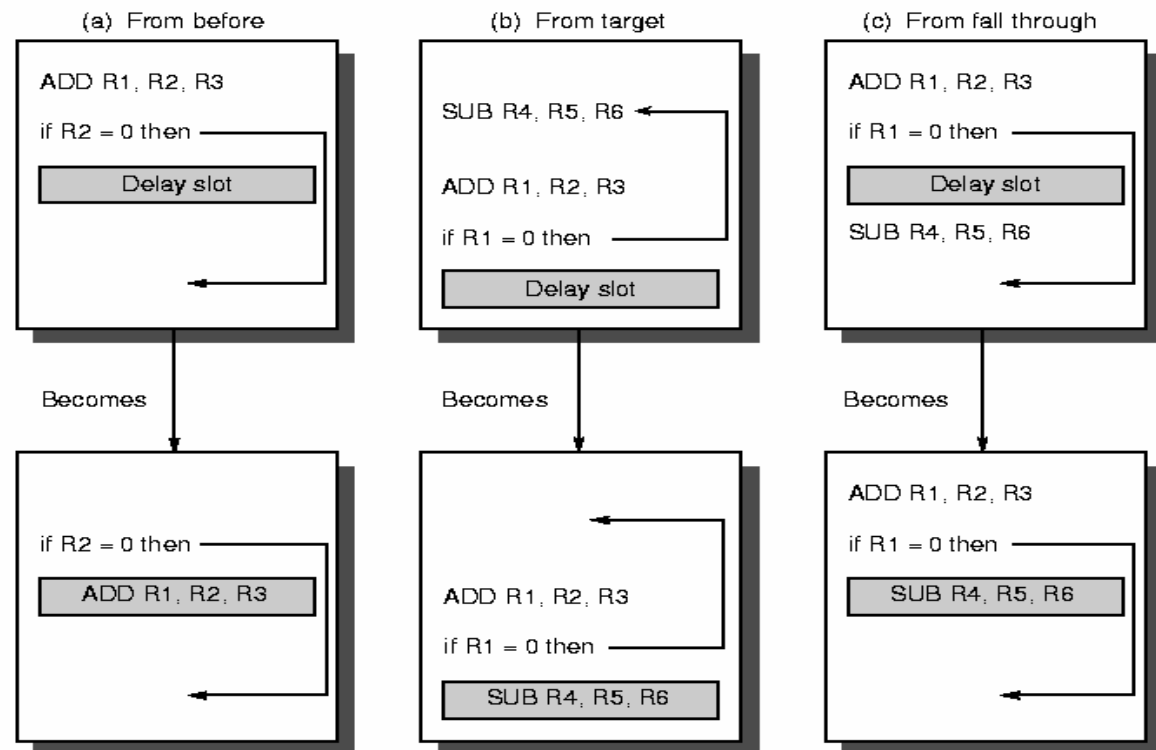 (a) From before
ADD R1, R2, R3
if R2 = 0 then
Delay slot
Becomes
if R2 = 0 then
ADD R1, R2, R3
(b) From target
SUB R4, R5, R6
ADD R1, R2, R3
if R1 = 0 then
Delay slot
Becomes
ADD R1, R2, R3
if R1 = 0 then
SUB R4, R5, R6
(c) From fall through
ADD R1, R2, R3
if R1 = 0 then
Delay slot
SUB R4, R5, R6
Becomes
ADD R1, R2, R3
if R1 = 0 then
SUB R4, R5, R6